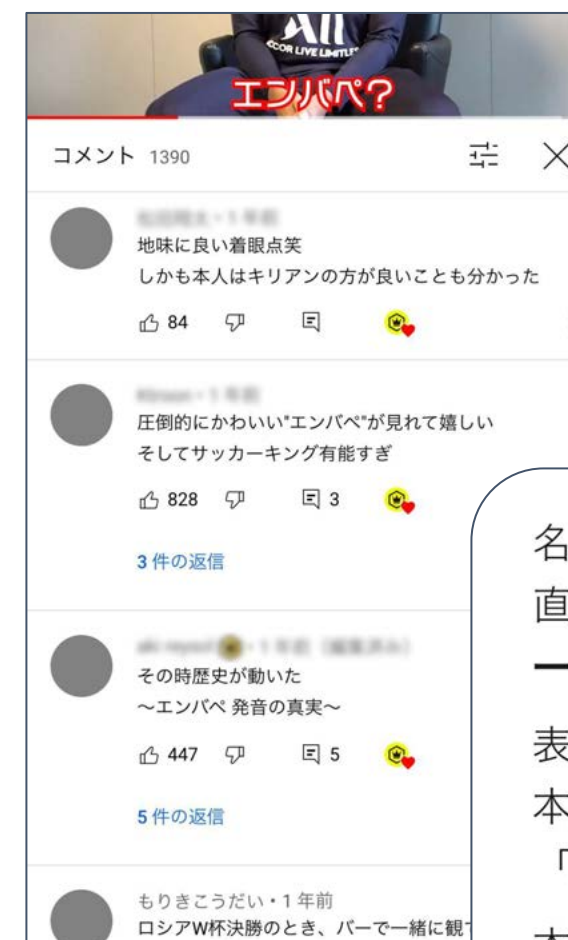 All
ACCOR LIVE LIMITLESS
エンバペ?
コメント 1390
地味に良い着眼点笑
しかも本人はキリアンの方が良いことも分かった
84
圧倒的にかわいい"エンバペ"が見れて嬉しい
そしてサッカーキング有能すぎ
828 3
3 件の返信
その時歴史が動いた
〜エンバペ 発音の真実〜
447 5
5 件の返信
もりきこうだい・1 年前
ロシアW杯決勝のとき、バーで一緒に観
名
直
ー
表
本
「